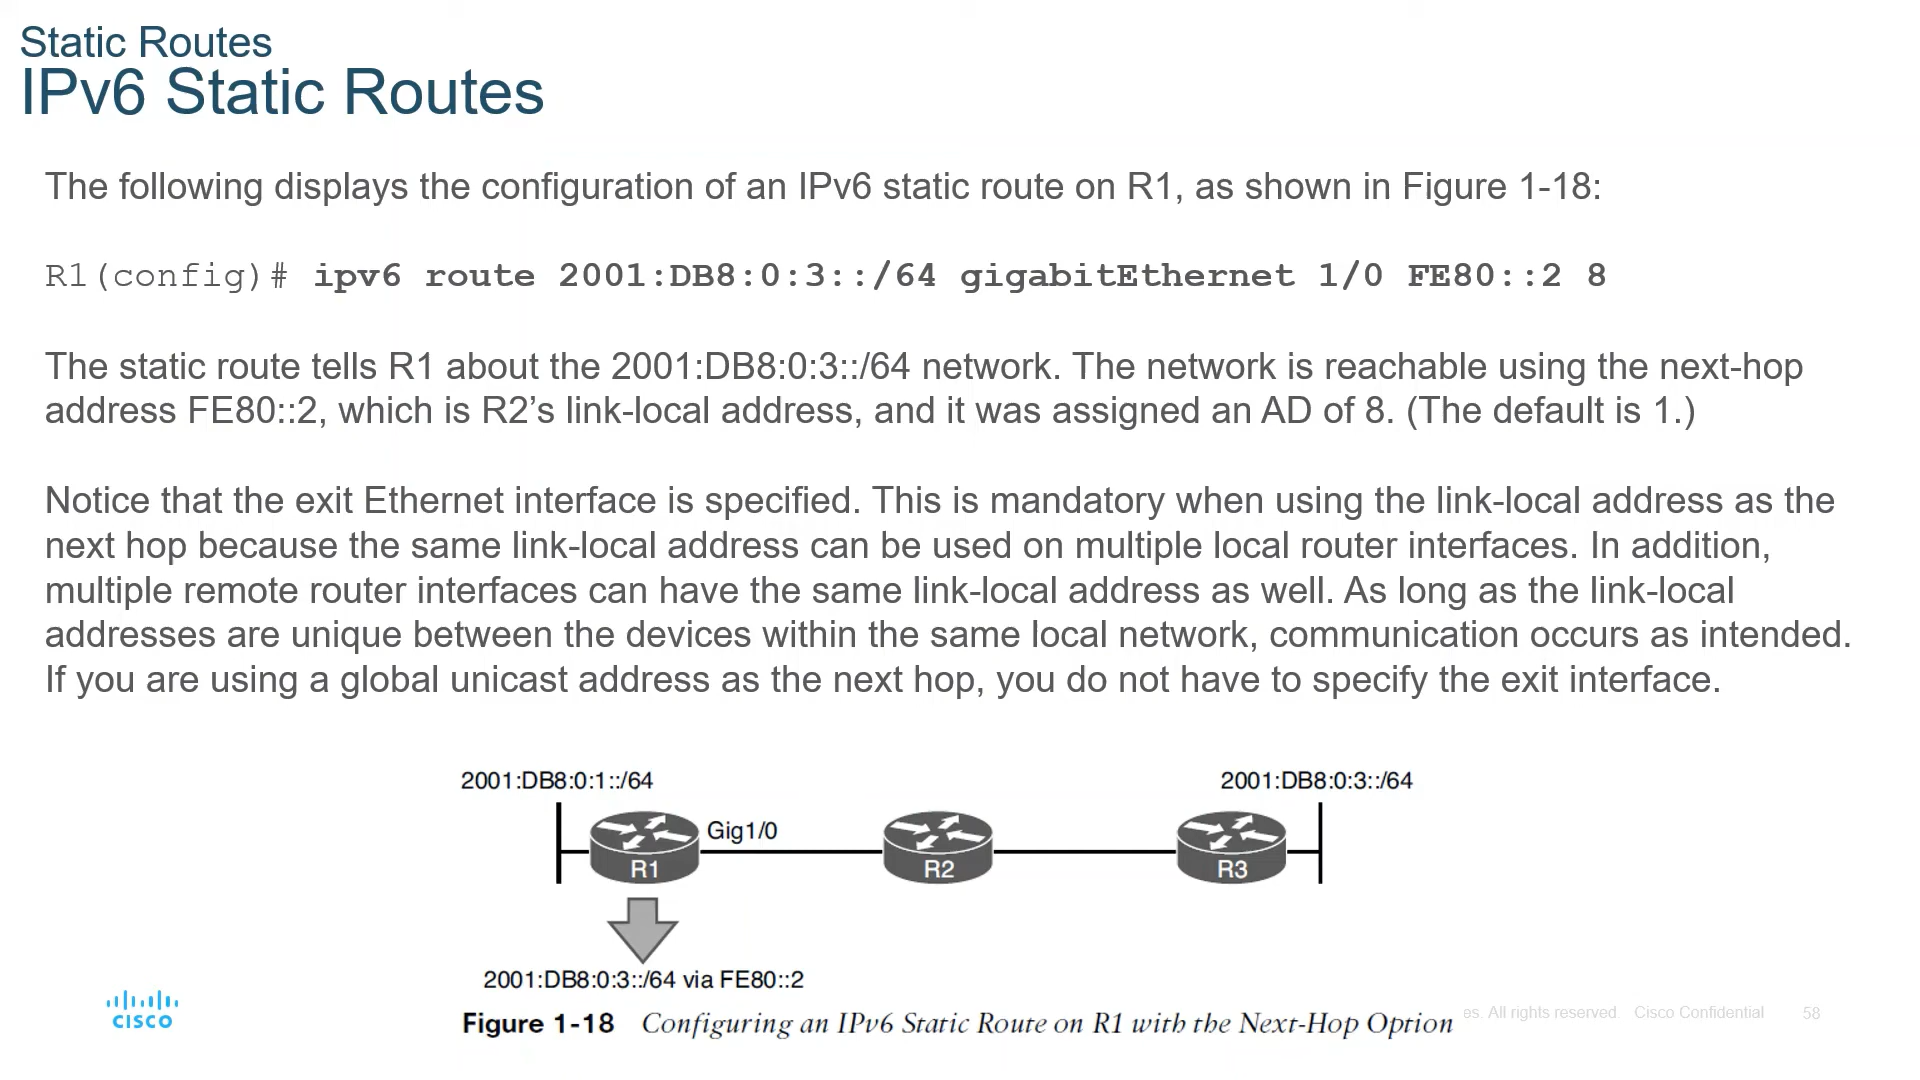 Static Routes
IPv6 Static Routes
The following displays the configuration of an IPv6 static route on R1, as shown in Figure 1-18:
R1(config)# ipv6 route 2001:DB8:0:3::/64 gigabitEthernet 1/0 FE80::2 8
The static route tells R1 about the 2001:DB8:0:3::/64 network. The network is reachable using the next-hop
address FE80::2, which is R2’s link-local address, and it was assigned an AD of 8. (The default is 1.)
Notice that the exit Ethernet interface is specified. This is mandatory when using the link-local address as the
next hop because the same link-local address can be used on multiple local router interfaces. In addition,
multiple remote router interfaces can have the same link-local address as well. As long as the link-local
addresses are unique between the devices within the same local network, communication occurs as intended.
If you are using a global unicast address as the next hop, you do not have to specify the exit interface.
2001:DB8:0:1::/64
2001:DB8:0:3::/64
Gig1/0
R1
R2
R3
2001:DB8:0:3::/64 via FE80::2
Figure 1-18 Configuring an IPv6 Static Route on R1 with the Next-Hop Option
CISCO
es. All rights reserved. Cisco Confidential
58